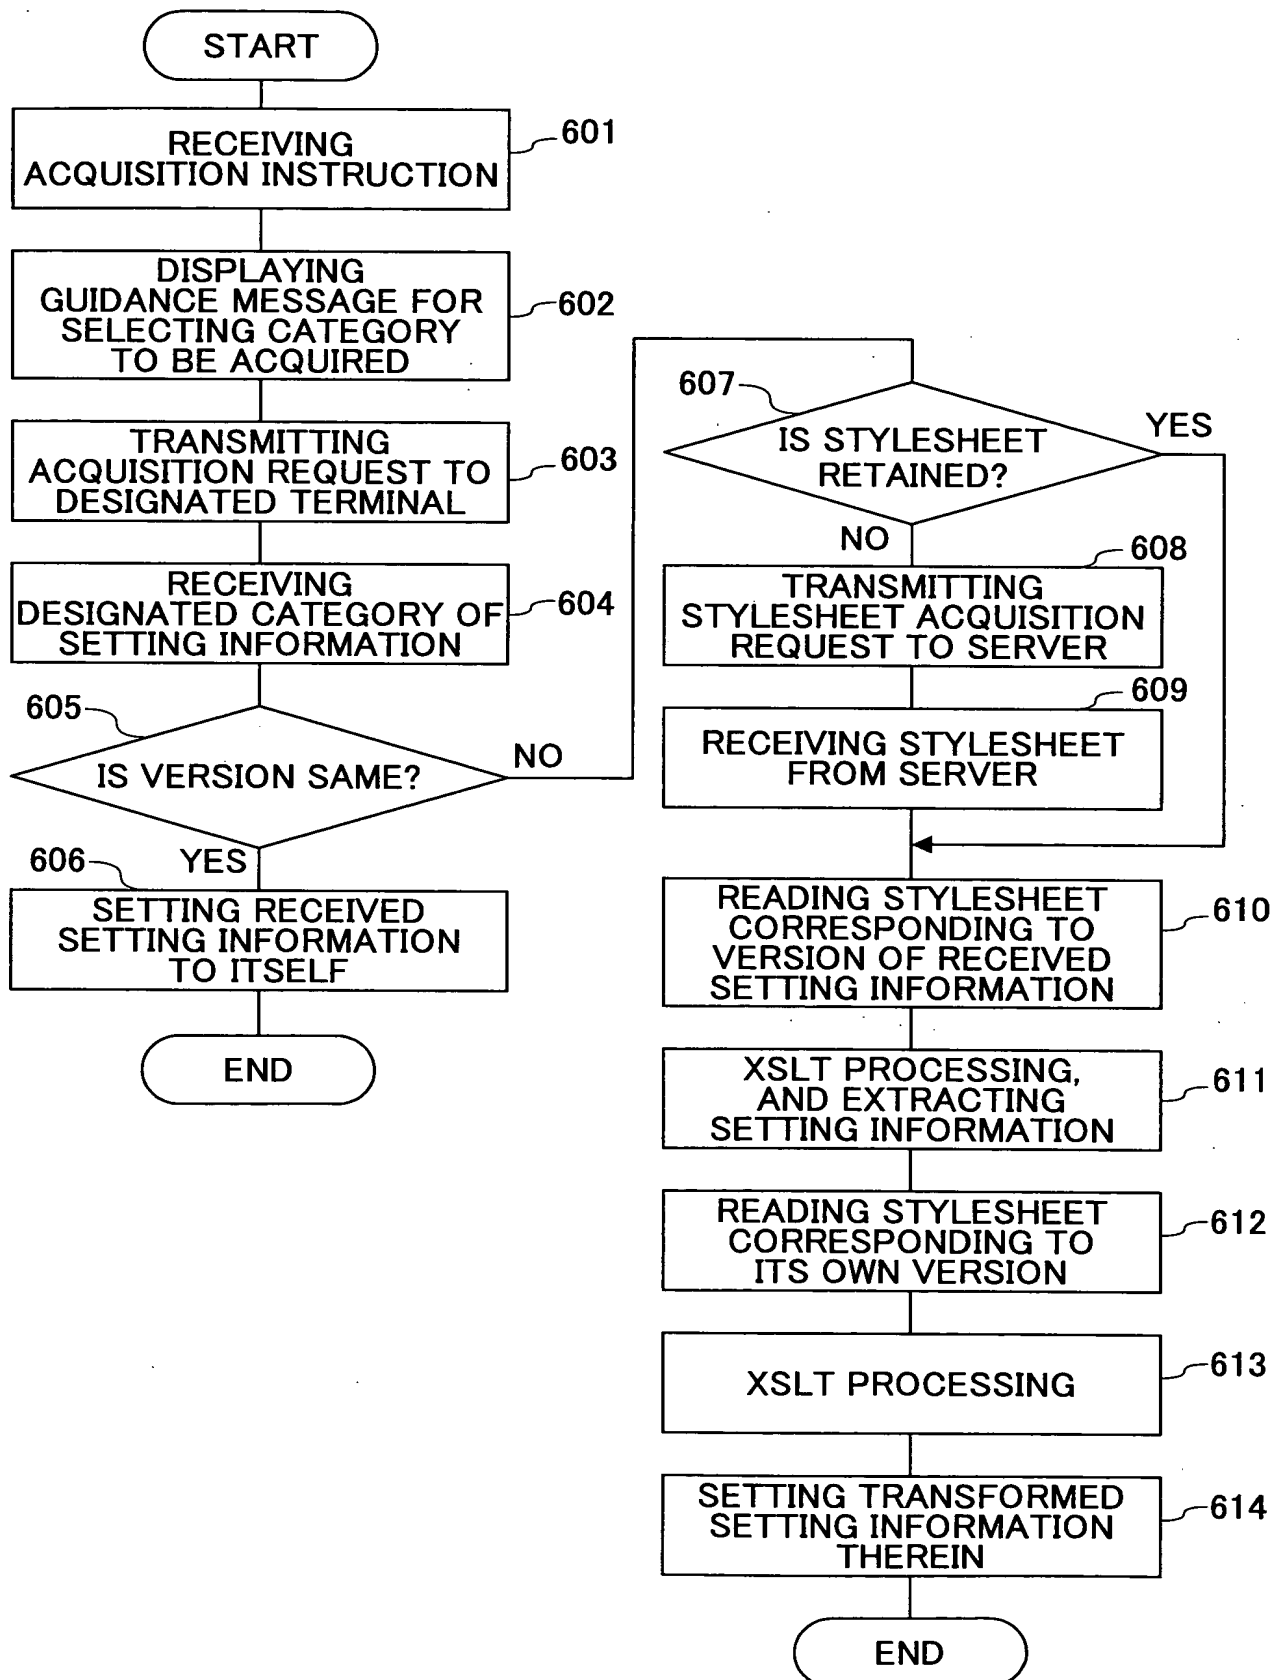 START
RECEIVING
ACQUISITION INSTRUCTION
601
DISPLAYING
GUIDANCE MESSAGE FOR
SELECTING CATEGORY
TO BE ACQUIRED
602
TRANSMITTING
ACQUISITION REQUEST TO
DESIGNATED TERMINAL
603
RECEIVING
DESIGNATED CATEGORY OF
SETTING INFORMATION
604
605
IS VERSION SAME?
NO
YES
606
SETTING RECEIVED
SETTING INFORMATION
TO ITSELF
END
607
IS STYLESHEET
RETAINED?
YES
NO
608
TRANSMITTING
STYLESHEET ACQUISITION
REQUEST TO SERVER
609
RECEIVING STYLESHEET
FROM SERVER
READING STYLESHEET
CORRESPONDING TO
VERSION OF RECEIVED
SETTING INFORMATION
610
XSLT PROCESSING,
AND EXTRACTING
SETTING INFORMATION
611
READING STYLESHEET
CORRESPONDING TO
ITS OWN VERSION
612
XSLT PROCESSING
613
SETTING TRANSFORMED
SETTING INFORMATION
THEREIN
614
END